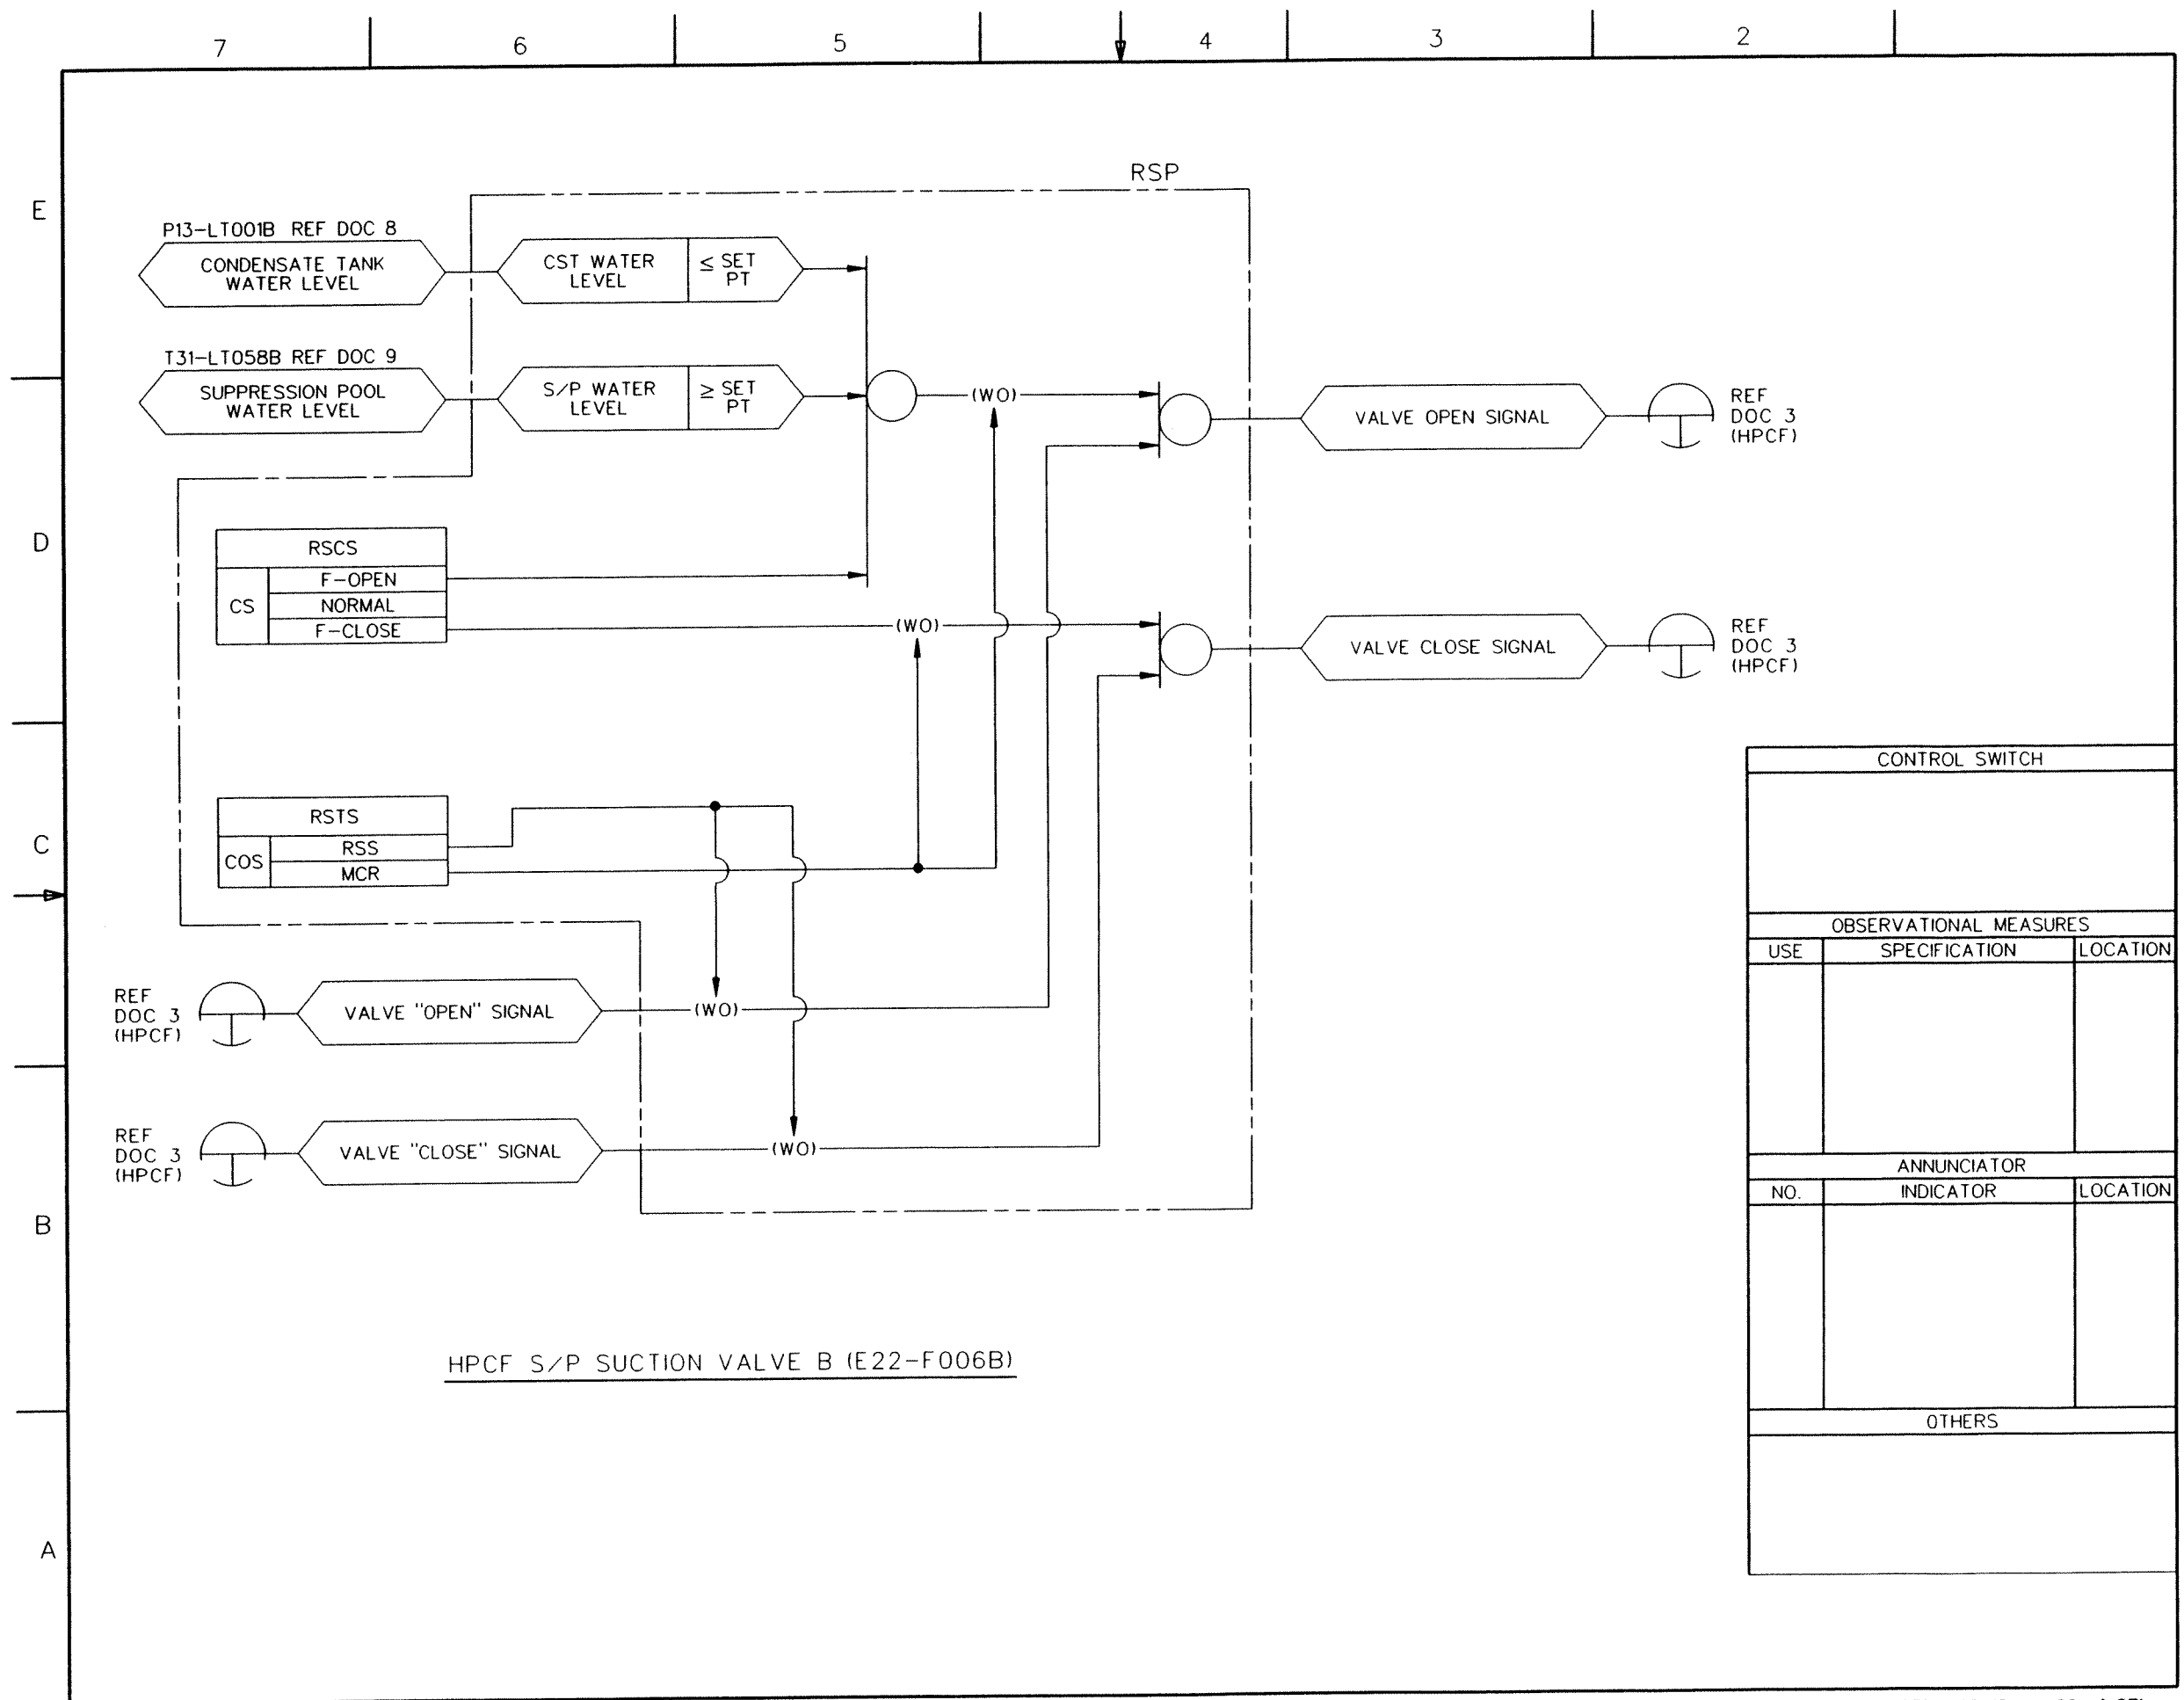 7 6 5 4 3 2
E
D
C
B
A
RSP
P13-LT001B REF DOC 8
CONDENSATE TANK
WATER LEVEL
CST WATER
LEVEL
≤ SET
PT
T31-LT058B REF DOC 9
SUPPRESSION POOL
WATER LEVEL
S/P WATER
LEVEL
≥ SET
PT
(WO)
VALVE OPEN SIGNAL
REF
DOC 3
(HPCF)
RSCS
CS
F-OPEN
NORMAL
F-CLOSE
(WO)
VALVE CLOSE SIGNAL
REF
DOC 3
(HPCF)
RSTS
COS
RSS
MCR
REF
DOC 3
(HPCF)
VALVE "OPEN" SIGNAL
(WO)
REF
DOC 3
(HPCF)
VALVE "CLOSE" SIGNAL
(WO)
HPCF S/P SUCTION VALVE B (E22-F006B)
CONTROL SWITCH
OBSERVATIONAL MEASURES
USE SPECIFICATION LOCATION
ANNUNCIATOR
NO. INDICATOR LOCATION
OTHERS